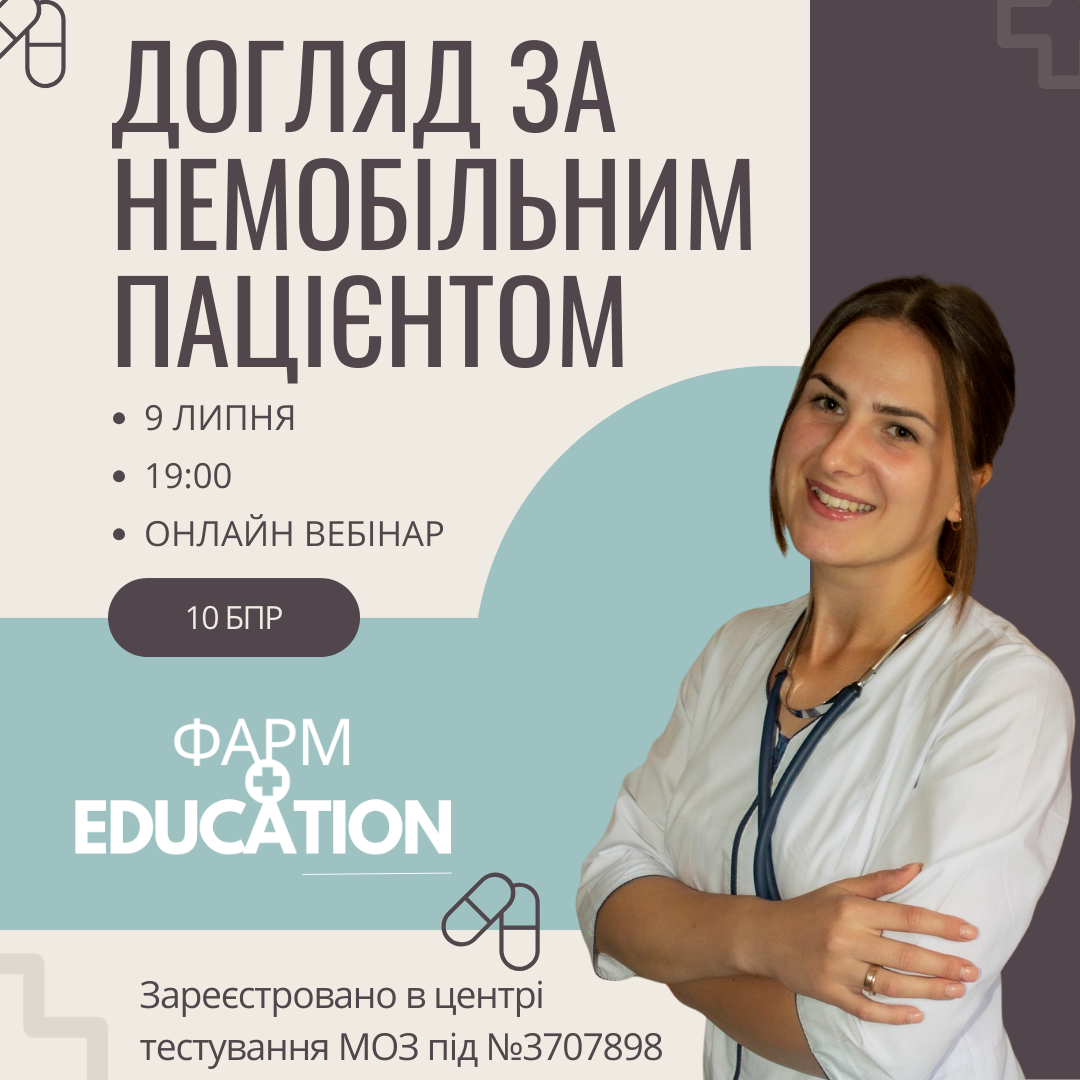 ДОГЛЯД ЗА
НЕМОБІЛЬНИМ
ПАЦІЄНТОМ
• 9 ЛИПНЯ
• 19:00
• ОНЛАЙН ВЕБІНАР
10 БПР
ФАРМ
EDUCATION
Зареєстровано в центрі
тестування МОЗ під №3707898